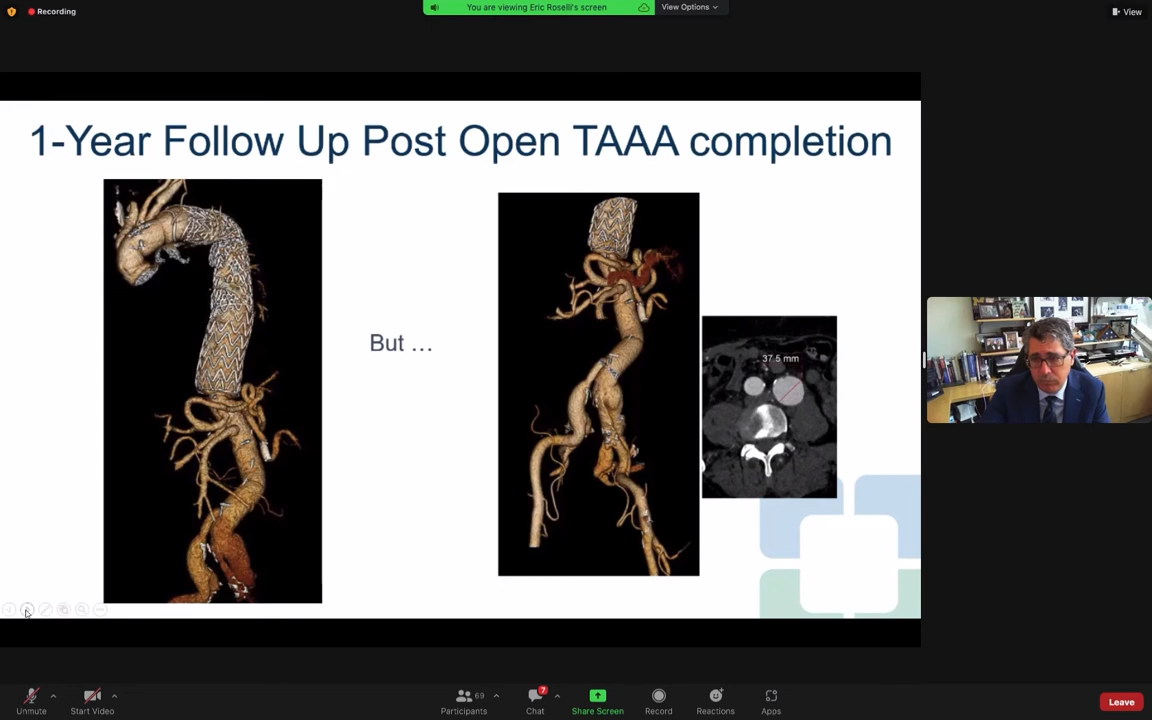 Recording
You are viewing Eric Roselli's screen
View Options
View
1-Year Follow Up Post Open TAAA completion
But ...
37.5 mm
Unmute
Start Video
69
Participants
7
Chat
Share Screen
Record
Reactions
Apps
Leave